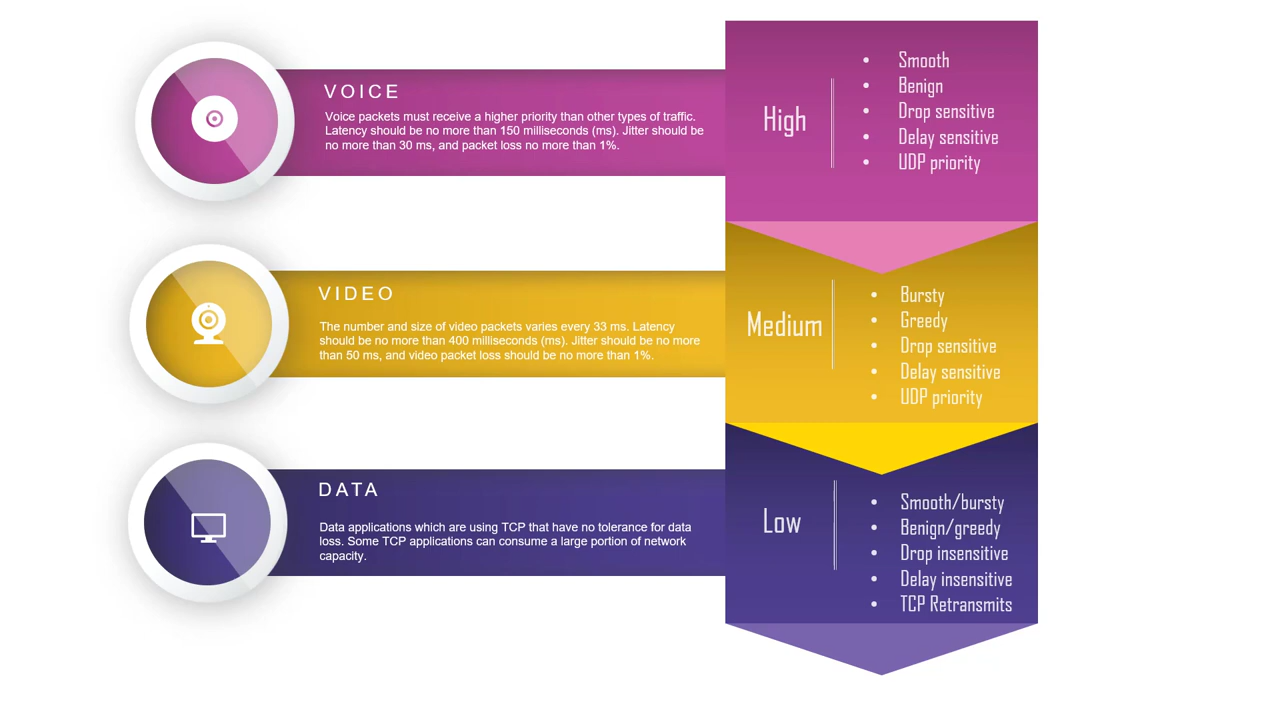 VOICE
Voice packets must receive a higher priority than other types of traffic.
Latency should be no more than 150 milliseconds (ms). Jitter should be
no more than 30 ms, and packet loss no more than 1%.
High
• Smooth
• Benign
• Drop sensitive
• Delay sensitive
• UDP priority
VIDEO
The number and size of video packets varies every 33 ms. Latency
should be no more than 400 milliseconds (ms). Jitter should be no more
than 50 ms, and video packet loss should be no more than 1%.
Medium
• Bursty
• Greedy
• Drop sensitive
• Delay sensitive
• UDP priority
DATA
Data applications which are using TCP that have no tolerance for data
loss. Some TCP applications can consume a large portion of network
capacity.
Low
• Smooth/bursty
• Benign/greedy
• Drop insensitive
• Delay insensitive
• TCP Retransmits